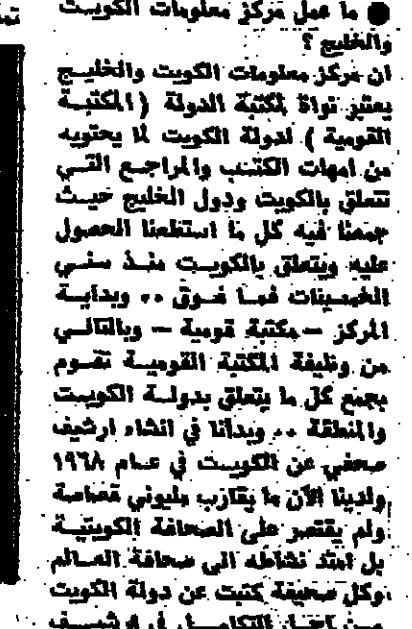 ● ما عمل مركز معلومات الكويت
والخليج ؟
ان مركز معلومات الكويت والخليج
يعتبر نواة لمكتبة الدولة ( المكتبة
القومية ) لدولة الكويت لما يحتويه
من امهات الكتب والمراجع التي
تتعلق بالكويت ودول الخليج حيث
جمعنا فيه كل ما استطعنا الحصول
عليه ويتعلق بالكويت منذ سني
الخمسينات فما فوق .. وبداية
المركز - مكتبة قومية - وبالتالي
من وظيفة المكتبة القومية تقوم
بجمع كل ما يتعلق بدولة الكويت
والمنطقة .. وبدأنا في انشاء ارشيف
صحفي عن الكويت في عام ١٩٦٨
ولدينا الآن ما يقارب مليوني قصاصة
ولم يقتصر على الصحافة الكويتية
بل امتد نشاطه الى صحافة العالم
وكل صحيفة كتبت عن دولة الكويت